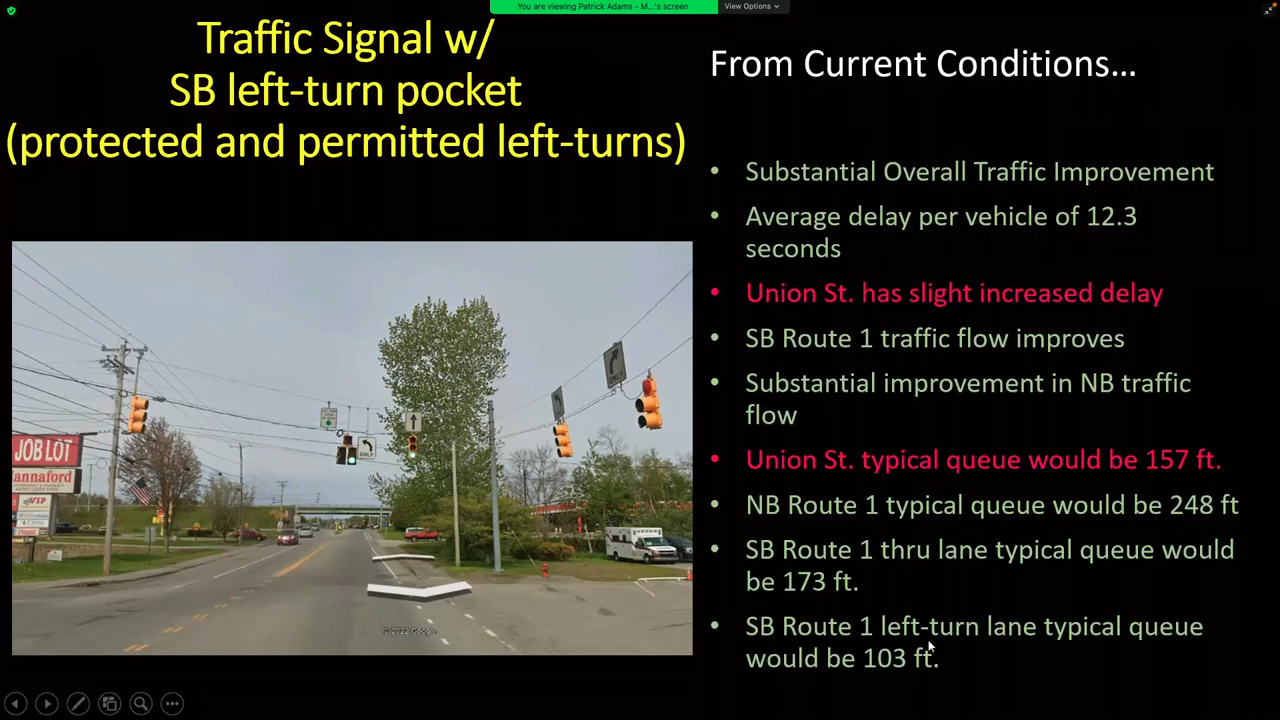 You are viewing Patrick Adams - M...'s screen
View Options
Traffic Signal w/
SB left-turn pocket
(protected and permitted left-turns)
From Current Conditions...
• Substantial Overall Traffic Improvement
• Average delay per vehicle of 12.3
seconds
• Union St. has slight increased delay
• SB Route 1 traffic flow improves
• Substantial improvement in NB traffic
flow
• Union St. typical queue would be 157 ft.
• NB Route 1 typical queue would be 248 ft
• SB Route 1 thru lane typical queue would
be 173 ft.
• SB Route 1 left-turn lane typical queue
would be 103 ft.
JOB LOT
annaford
VIP
ONLY
© 2022 Google